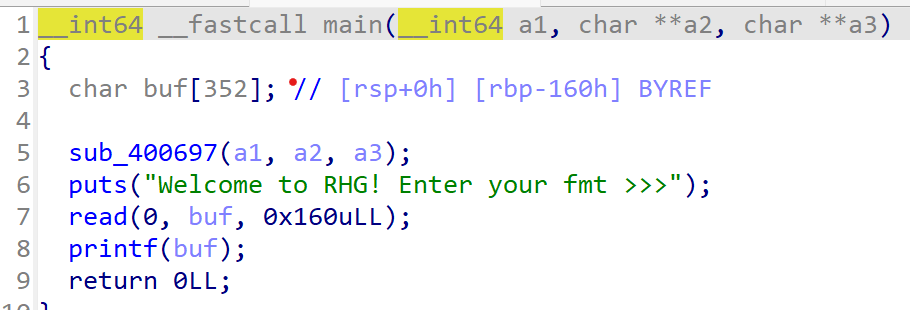 1 __int64 __fastcall main(__int64 a1, char **a2, char **a3)
2 {
3 char buf[352]; // [rsp+0h] [rbp-160h] BYREF
4
5 sub_400697(a1, a2, a3);
6 puts("Welcome to RHG! Enter your fmt >>>");
7 read(0, buf, 0x160uLL);
8 printf(buf);
9 return 0LL;
10 }